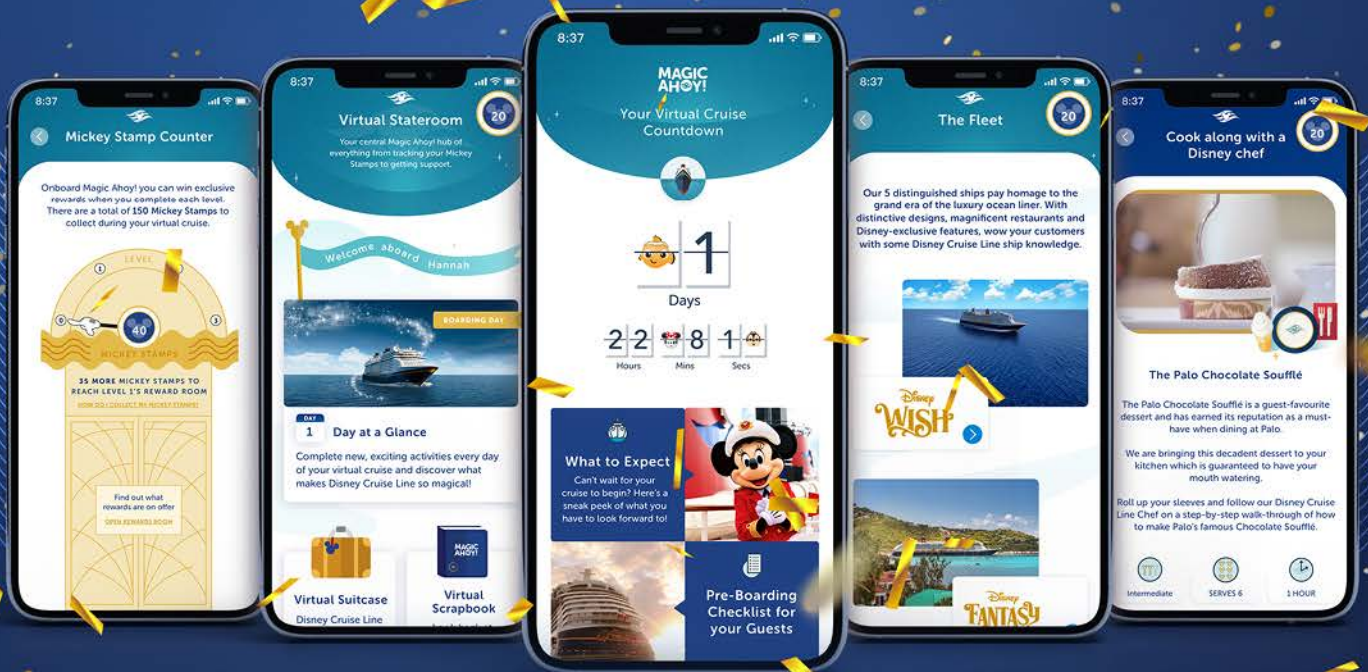 8:37
Mickey Stamp Counter
Onboard Magic Ahoy! you can win exclusive
rewards when you complete each level.
There are a total of 150 Mickey Stamps to
collect during your virtual cruise.
LEVEL
1
0
3
40
MICKEY STAMPS
35 MORE MICKEY STAMPS TO
REACH LEVEL 1'S REWARD ROOM
HOW DO I COLLECT MY MICKEY STAMPS?
Find out what
rewards are on offer
OPEN REWARDS ROOM
8:37
20
Virtual Stateroom
Your central Magic Ahoy! hub of
everything from tracking your Mickey
Stamps to getting support.
Welcome aboard Hannah
BOARDING DAY
DAY
1
Day at a Glance
Complete new, exciting activities every day
of your virtual cruise and discover what
makes Disney Cruise Line so magical!
MAGIC
AHOY!
Virtual Suitcase
Disney Cruise Line
Virtual
Scrapbook
8:37
MAGIC
AHOY!
Your Virtual Cruise
Countdown
1
Days
2 2 8 1
Hours Mins Secs
What to Expect
Can't wait for your
cruise to begin? Here's a
sneak peek of what you
have to look forward to!
Pre-Boarding
Checklist for
your Guests
8:37
20
The Fleet
Our 5 distinguished ships pay homage to the
grand era of the luxury ocean liner. With
distinctive designs, magnificent restaurants and
Disney-exclusive features, wow your customers
with some Disney Cruise Line ship knowledge.
Disney
WISH
Disney
FANTASY
8:37
20
Cook along with a
Disney chef
The Palo Chocolate Soufflé
The Palo Chocolate Soufflé is a guest-favourite
dessert and has earned its reputation as a must-
have when dining at Palo.
We are bringing this decadent dessert to your
kitchen which is guaranteed to have your
mouth watering.
Roll up your sleeves and follow our Disney Cruise
Line Chef on a step-by-step walk-through of how
to make Palo's famous Chocolate Soufflé.
Intermediate
SERVES 6
1 HOUR